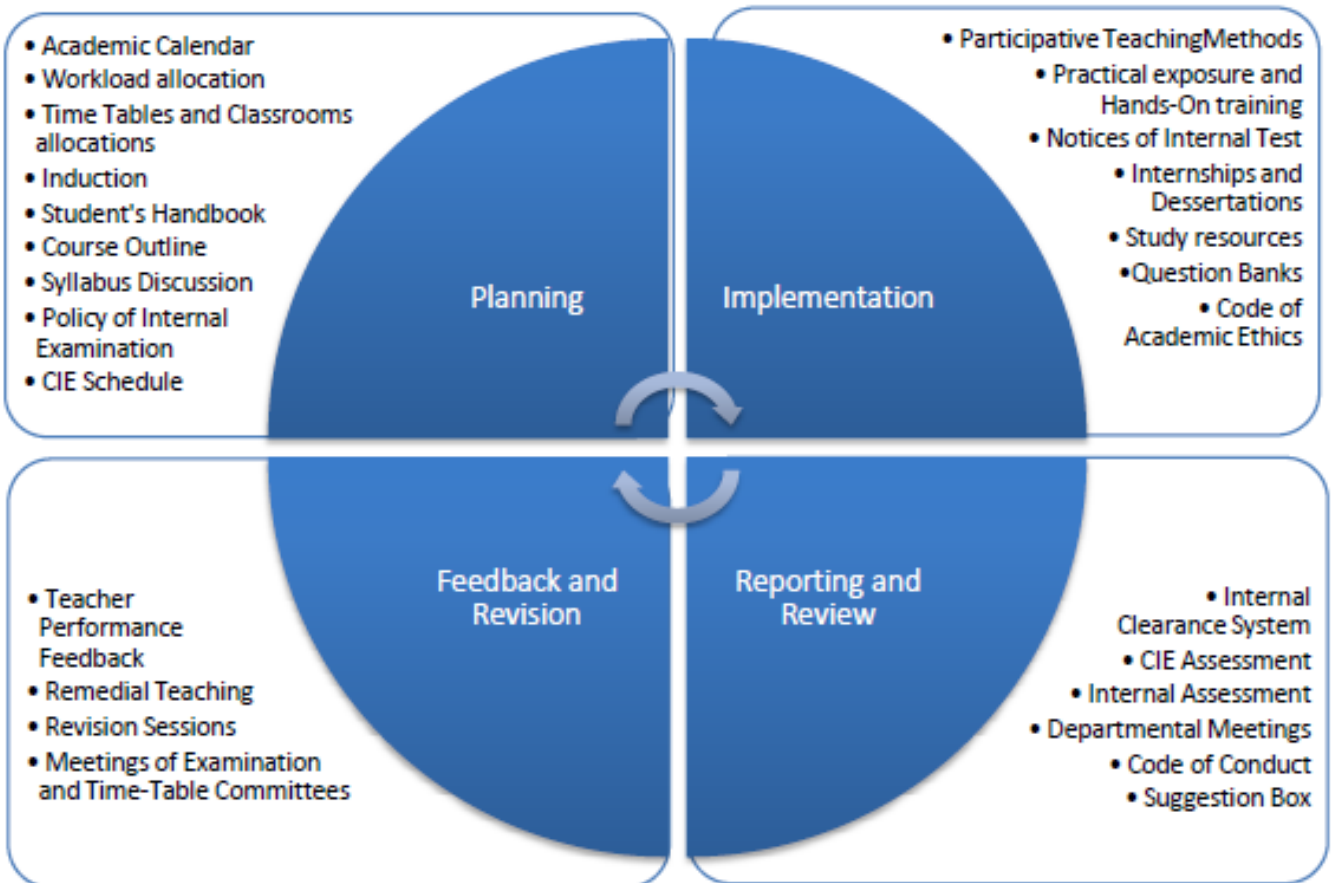 • Academic Calendar
• Workload allocation
• Time Tables and Classrooms
allocations
• Induction
• Student's Handbook
• Course Outline
• Syllabus Discussion
• Policy of Internal
Examination
• CIE Schedule
Planning
Implementation
• Participative TeachingMethods
• Practical exposure and
Hands-On training
• Notices of Internal Test
• Internships and
Dessertations
• Study resources
•Question Banks
• Code of
Academic Ethics
• Teacher
Performance
Feedback
• Remedial Teaching
• Revision Sessions
• Meetings of Examination
and Time-Table Committees
Feedback and
Revision
Reporting and
Review
• Internal
Clearance System
• CIE Assessment
• Internal Assessment
• Departmental Meetings
• Code of Conduct
• Suggestion Box